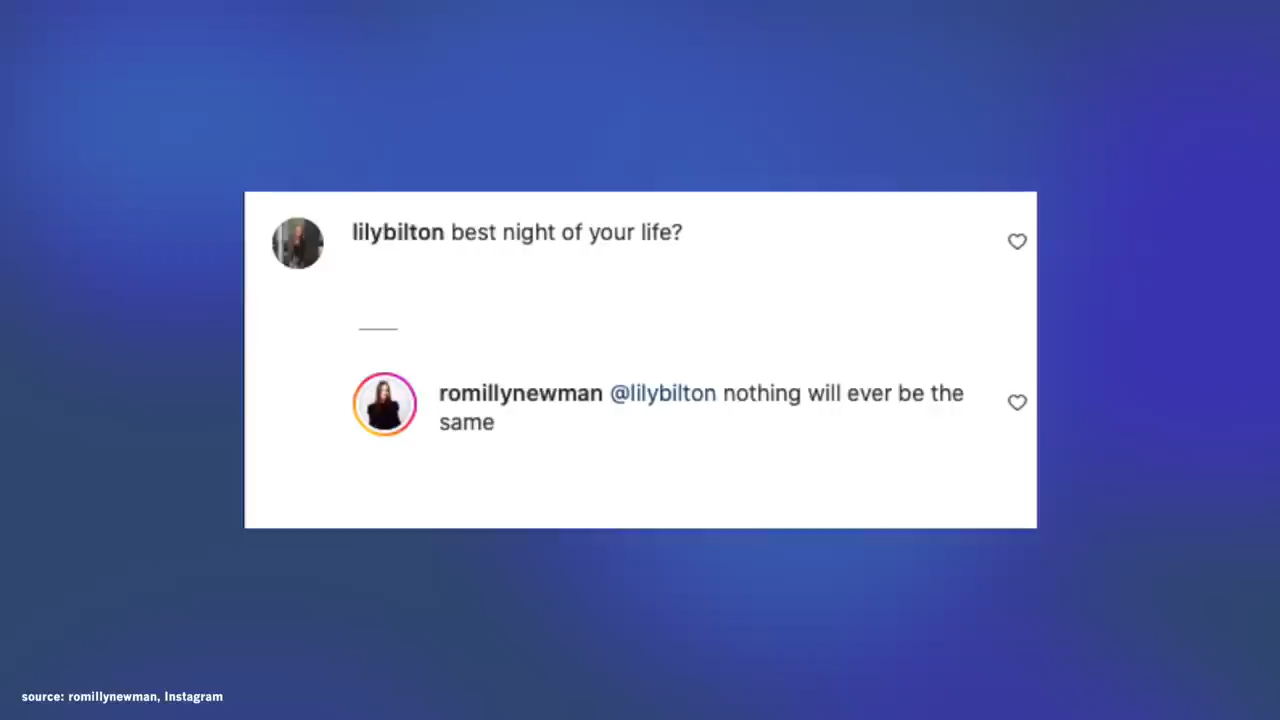 lilybilton best night of your life?
romillynewman @lilybilton nothing will ever be the
same
source: romillynewman, Instagram